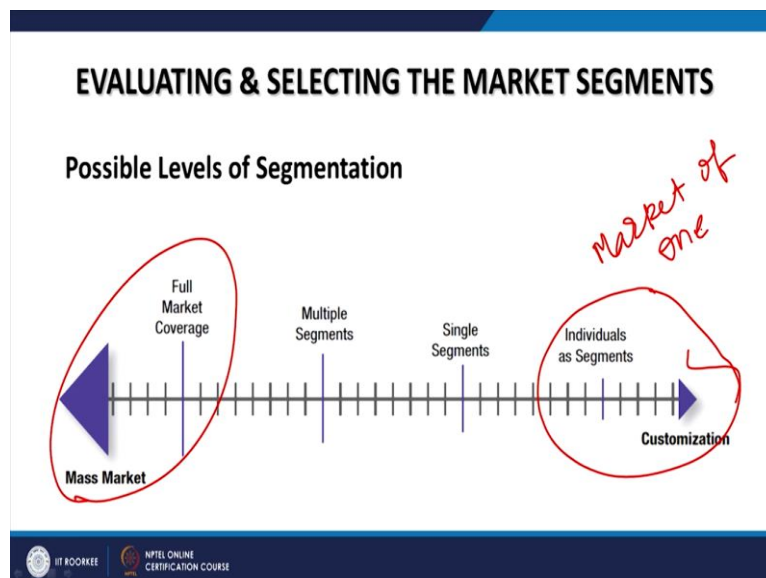 EVALUATING & SELECTING THE MARKET SEGMENTS
Possible Levels of Segmentation
Market of
one
Full
Market
Coverage
Multiple
Segments
Single
Segments
Individuals
as Segments
Mass Market
Customization
IIT ROORKEE
NPTEL ONLINE
CERTIFICATION COURSE